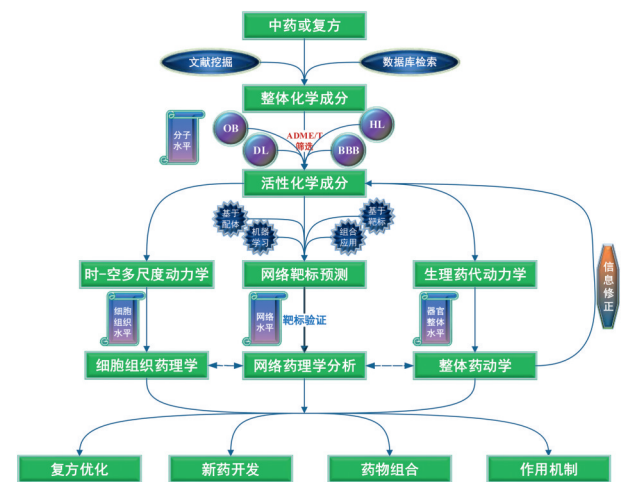 中药或复方
文献挖掘
数据库检索
整体化学成分
分子
水平
OB
DL
ADME/T
筛选
BBB
HL
活性化学成分
基于
配体
机器
学习
组合
应用
基于
靶标
时-空多尺度动力学
网络靶标预测
生理药代动力学
信息修正
细胞
组织
水平
网络
水平
靶标验证
器官
整体
水平
细胞组织药理学
网络药理学分析
整体药动学
复方优化
新药开发
药物组合
作用机制